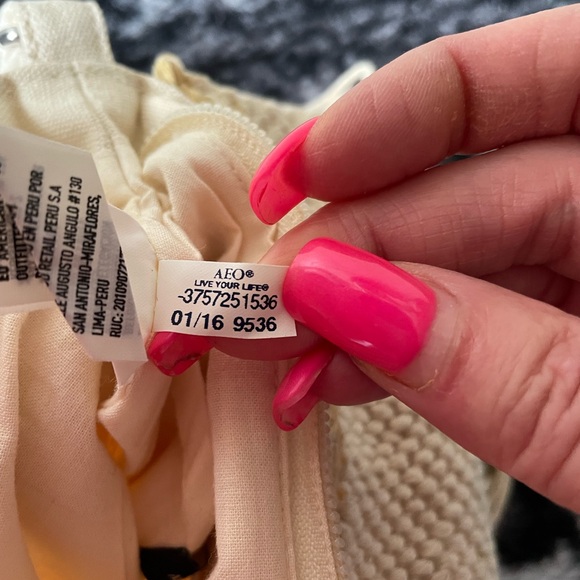 AEO®
LIVE YOUR LIFE®
-3757251536
01/16 9536
EN PERU POR
RETAIL PERU S.A
AUGUSTO ANGULO #130
SAN ANTONIO-MIRAFLORES,
LIMA-PERU
RUC: